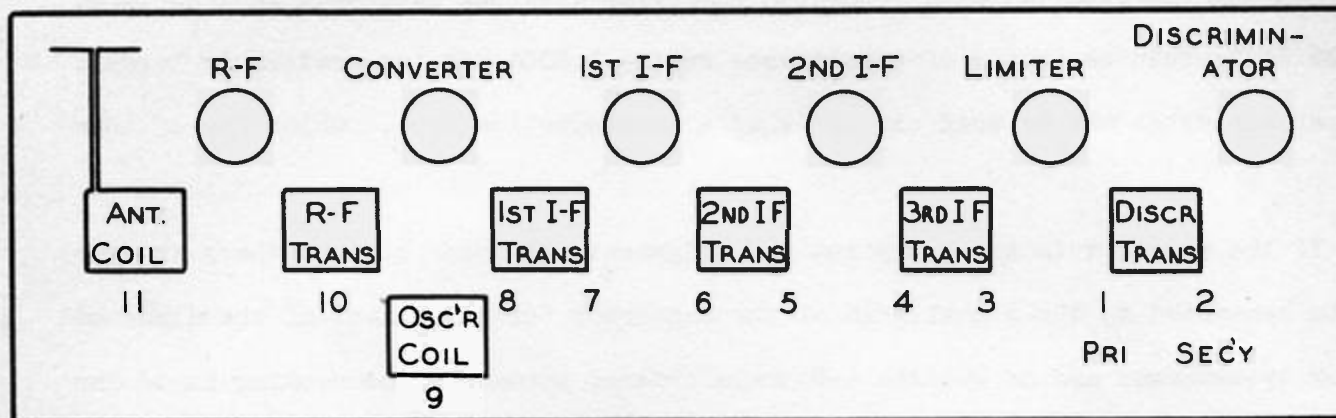 DISCRIMIN-
R-F CONVERTER 1ST I-F 2ND I-F LIMITER ATOR
ANT. R-F 1ST I-F 2ND IF 3RD IF DISCR
COIL TRANS TRANS TRANS TRANS TRANS
11 10 8 7 6 5 4 3 1 2
OSC'R
COIL PRI SEC'Y
9